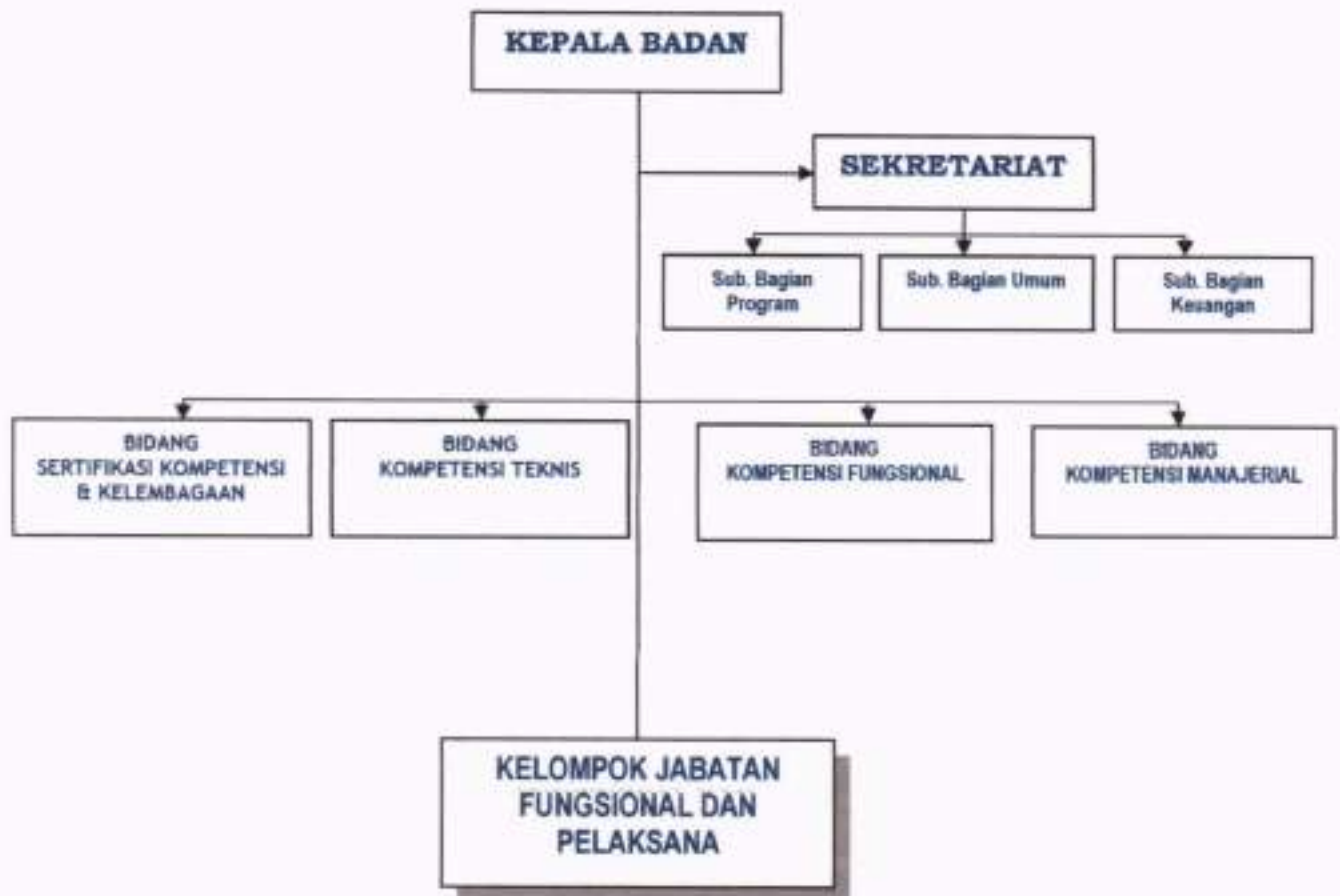 KEPALA BADAN
SEKRETARIAT
Sub. Bagian
Program
Sub. Bagian Umum
Sub. Bagian
Keuangan
BIDANG
SERTIFIKASI KOMPETENSI
& KELEMBAGAAN
BIDANG
KOMPETENSI TEKNIS
BIDANG
KOMPETENSI FUNGSIONAL
BIDANG
KOMPETENSI MANAJERIAL
KELOMPOK JABATAN
FUNGSIONAL DAN
PELAKSANA